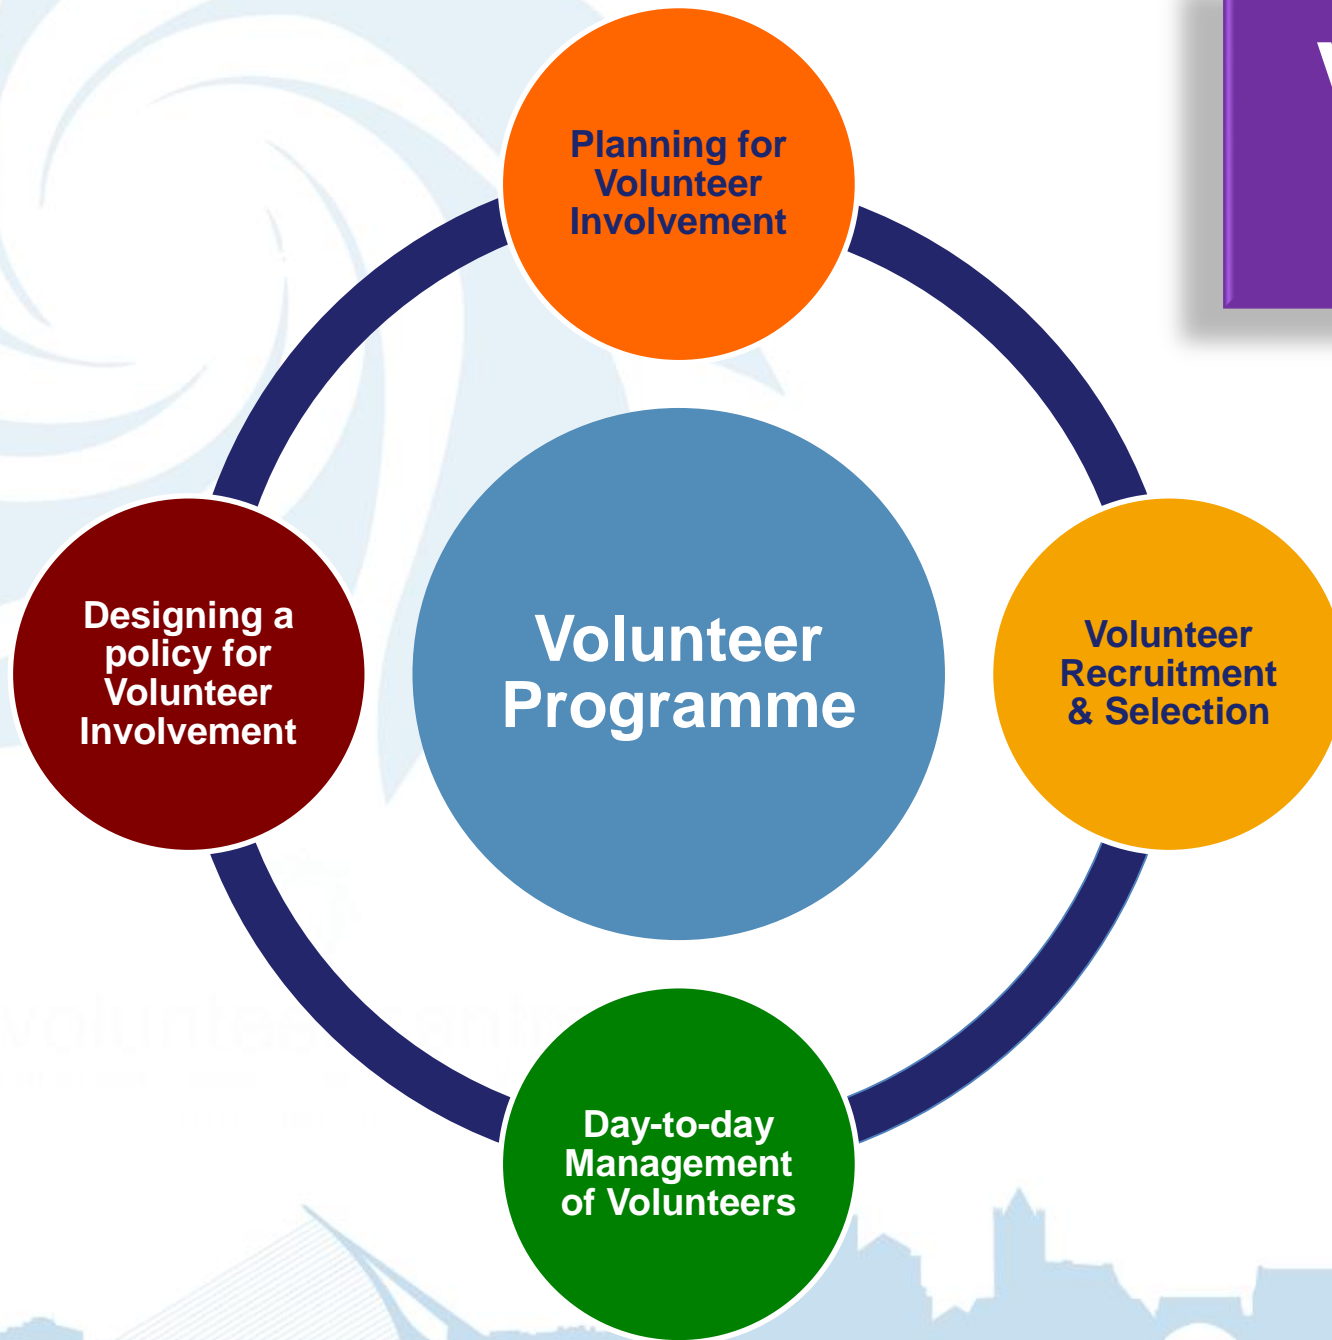 Planning for
Volunteer
Involvement
Volunteer
Recruitment
& Selection
Volunteer
Programme
Designing a
policy for
Volunteer
Involvement
Day-to-day
Management
of Volunteers